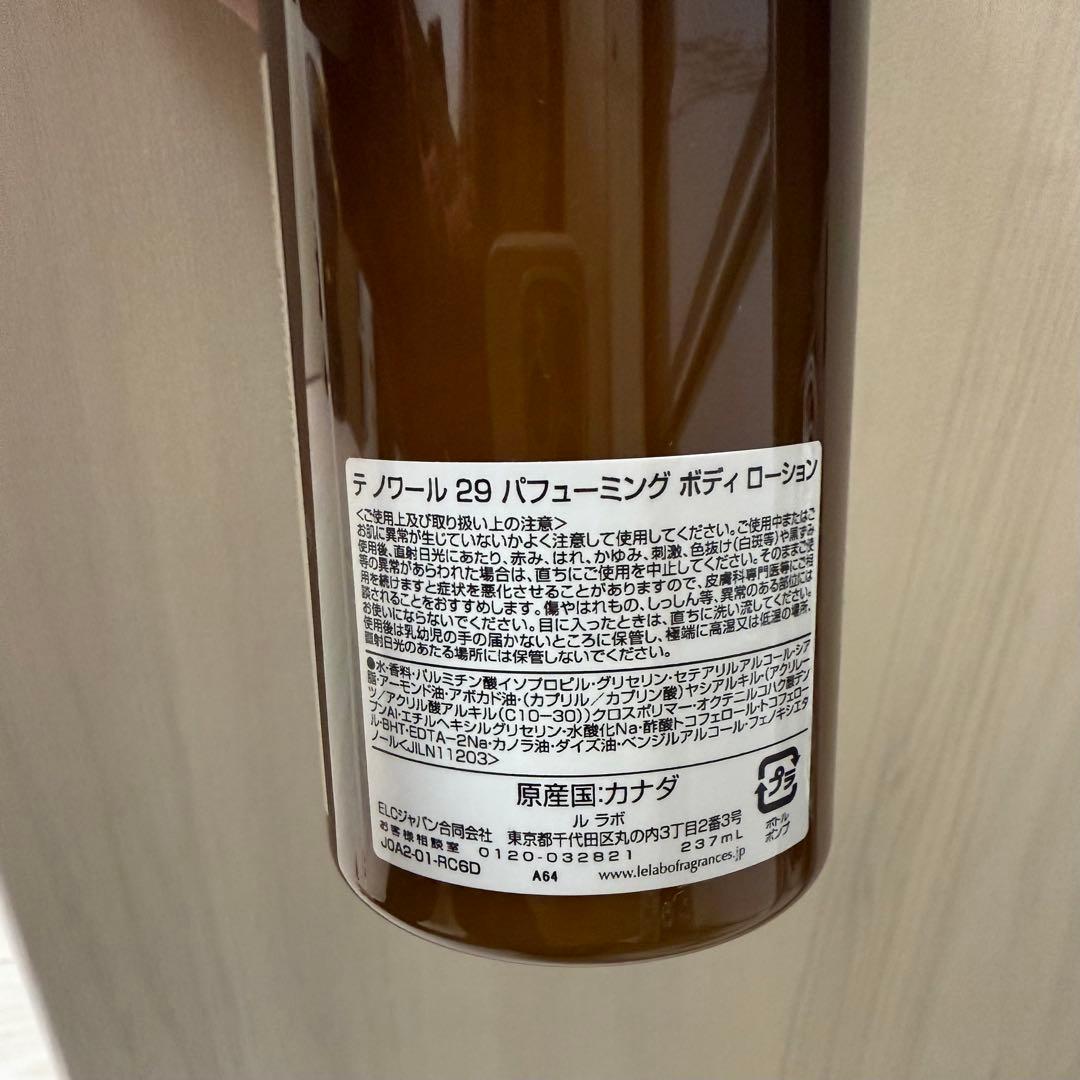 テ ノワール 29 パフューミング ボディ ローション
<ご使用上及び取り扱い上の注意>
お肌に異常が生じていないかよく注意して使用してください。ご使用中またはご
使用後、直射日光にあたり、赤み、はれ、かゆみ、刺激、色抜け(白斑等)や黒ずみ
等の異常があらわれた場合は、直ちにご使用を中止してください。そのままご使
用を続けますと症状を悪化させることがありますので、皮膚科専門医等にご相
談されることをおすすめします。傷やはれもの、しっしん等、異常のある部位には
お使いにならないでください。目に入ったときは、直ちに洗い流してください。
使用後は乳幼児の手の届かないところに保管し、極端に高温又は低温の場所、
直射日光のあたる場所には保管しないでください。
●水・香料・パルミチン酸イソプロピル・グリセリン・セテアリルアルコール・シア
脂・アーモンド油・アボカド油・(カプリル/カプリン酸)ヤシアルキル・(アクリレー
ツ/アクリル酸アルキル(C10-30))クロスポリマー・オクテニルコハク酸デン
プンAl・エチルヘキシルグリセリン・水酸化Na・酢酸トコフェロール・トコフェロー
ル・BHT・EDTA-2Na・カノラ油・ダイズ油・ベンジルアルコール・フェノキシエタ
ノール<JILN11203>
原産国:カナダ
プラ
ル ラボ
ボトル
ポンプ
ELCジャパン合同会社 東京都千代田区丸の内3丁目2番3号
お客様相談室 0120-032821 237mL
J0A2-01-RC6D A64 www.lelabofragrances.jp